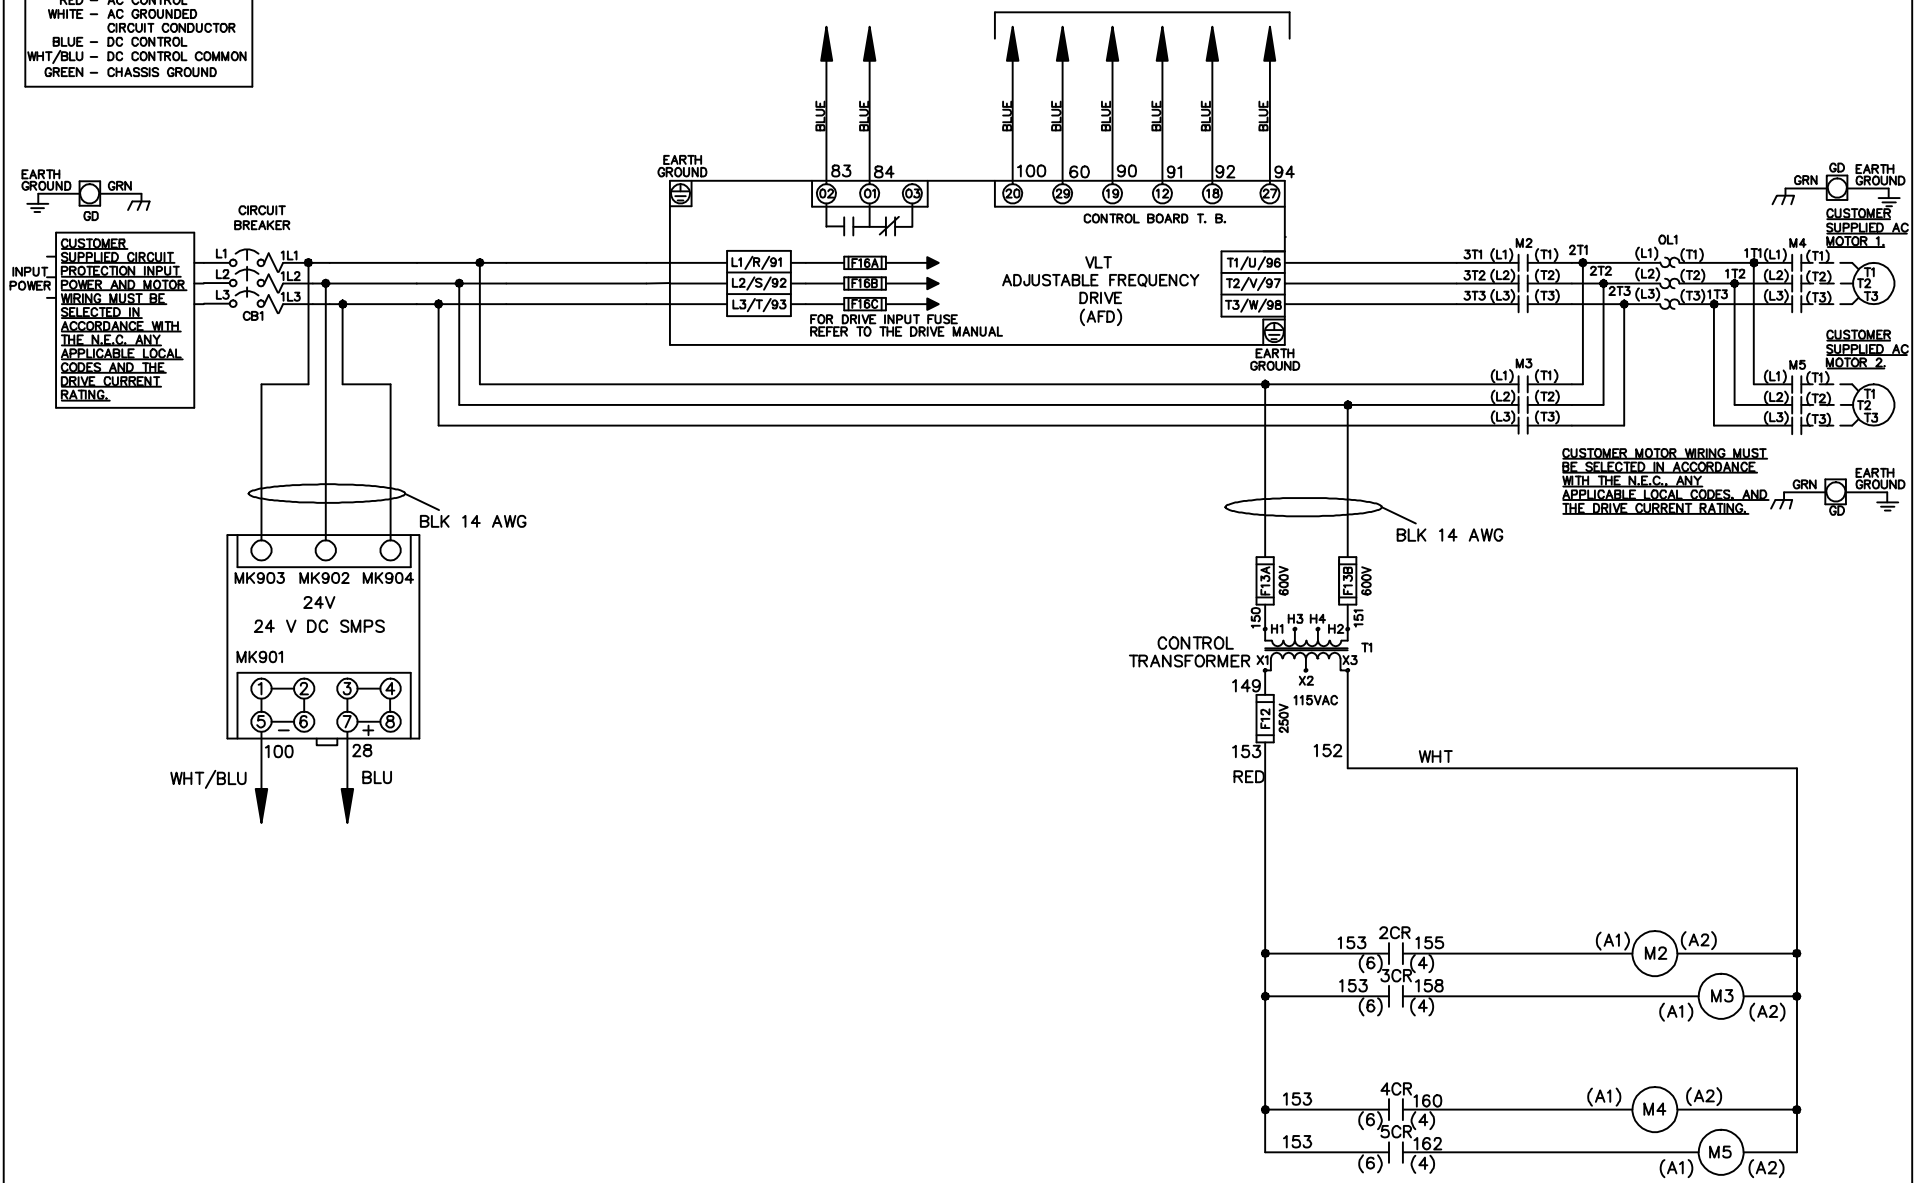 RED – AC CONTROL
WHITE – AC GROUNDED
CIRCUIT CONDUCTOR
BLUE – DC CONTROL
WHT/BLU – DC CONTROL COMMON
GREEN – CHASSIS GROUND
BLUE
BLUE
BLUE
BLUE
BLUE
BLUE
BLUE
BLUE
EARTH
GROUND
GRN
GD
CIRCUIT
BREAKER
INPUT
POWER
CUSTOMER
SUPPLIED CIRCUIT
PROTECTION INPUT
POWER AND MOTOR
WIRING MUST BE
SELECTED IN
ACCORDANCE WITH
THE N.E.C. ANY
APPLICABLE LOCAL
CODES AND THE
DRIVE CURRENT
RATING.
L1 1L1
L2 1L2
L3 1L3
CB1
EARTH
GROUND
83 84
02 01 03
100 60 90 91 92 94
20 29 19 12 18 27
CONTROL BOARD T. B.
L1/R/91 F16A
L2/S/92 F16B
L3/T/93 F16C
FOR DRIVE INPUT FUSE
REFER TO THE DRIVE MANUAL
VLT
ADJUSTABLE FREQUENCY
DRIVE
(AFD)
T1/U/96
T2/V/97
T3/W/98
EARTH
GROUND
M2
3T1 (L1) (T1) 2T1
3T2 (L2) (T2) 2T2
3T3 (L3) (T3) 2T3
OL1
(L1) (T1) 1T1
(L2) (T2) 1T2
(L3) (T3) 1T3
M4
(L1) (T1)
(L2) (T2)
(L3) (T3)
T1
T2
T3
GRN
GD
EARTH
GROUND
CUSTOMER
SUPPLIED AC
MOTOR 1.
CUSTOMER
SUPPLIED AC
MOTOR 2.
M3
(L1) (T1)
(L2) (T2)
(L3) (T3)
M5
(L1) (T1)
(L2) (T2)
(L3) (T3)
T1
T2
T3
CUSTOMER MOTOR WIRING MUST
BE SELECTED IN ACCORDANCE
WITH THE N.E.C., ANY
APPLICABLE LOCAL CODES, AND
THE DRIVE CURRENT RATING.
GRN
GD
EARTH
GROUND
BLK 14 AWG
MK903 MK902 MK904
24V
24 V DC SMPS
MK901
1 2 3 4
5 6 7 8
– +
100 28
WHT/BLU BLU
BLK 14 AWG
F13A 600V
F13B 600V
150 151
H1 H3 H4 H2
T1
CONTROL
TRANSFORMER
X1 X2 X3
115VAC
149
F12 250V
153 152
RED
WHT
2CR
153 155 (A1) M2 (A2)
(6) (4)
3CR
153 158 M3
(6) (4) (A1) (A2)
4CR
153 160 (A1) M4 (A2)
(6) (4)
5CR
153 162 M5
(6) (4) (A1) (A2)